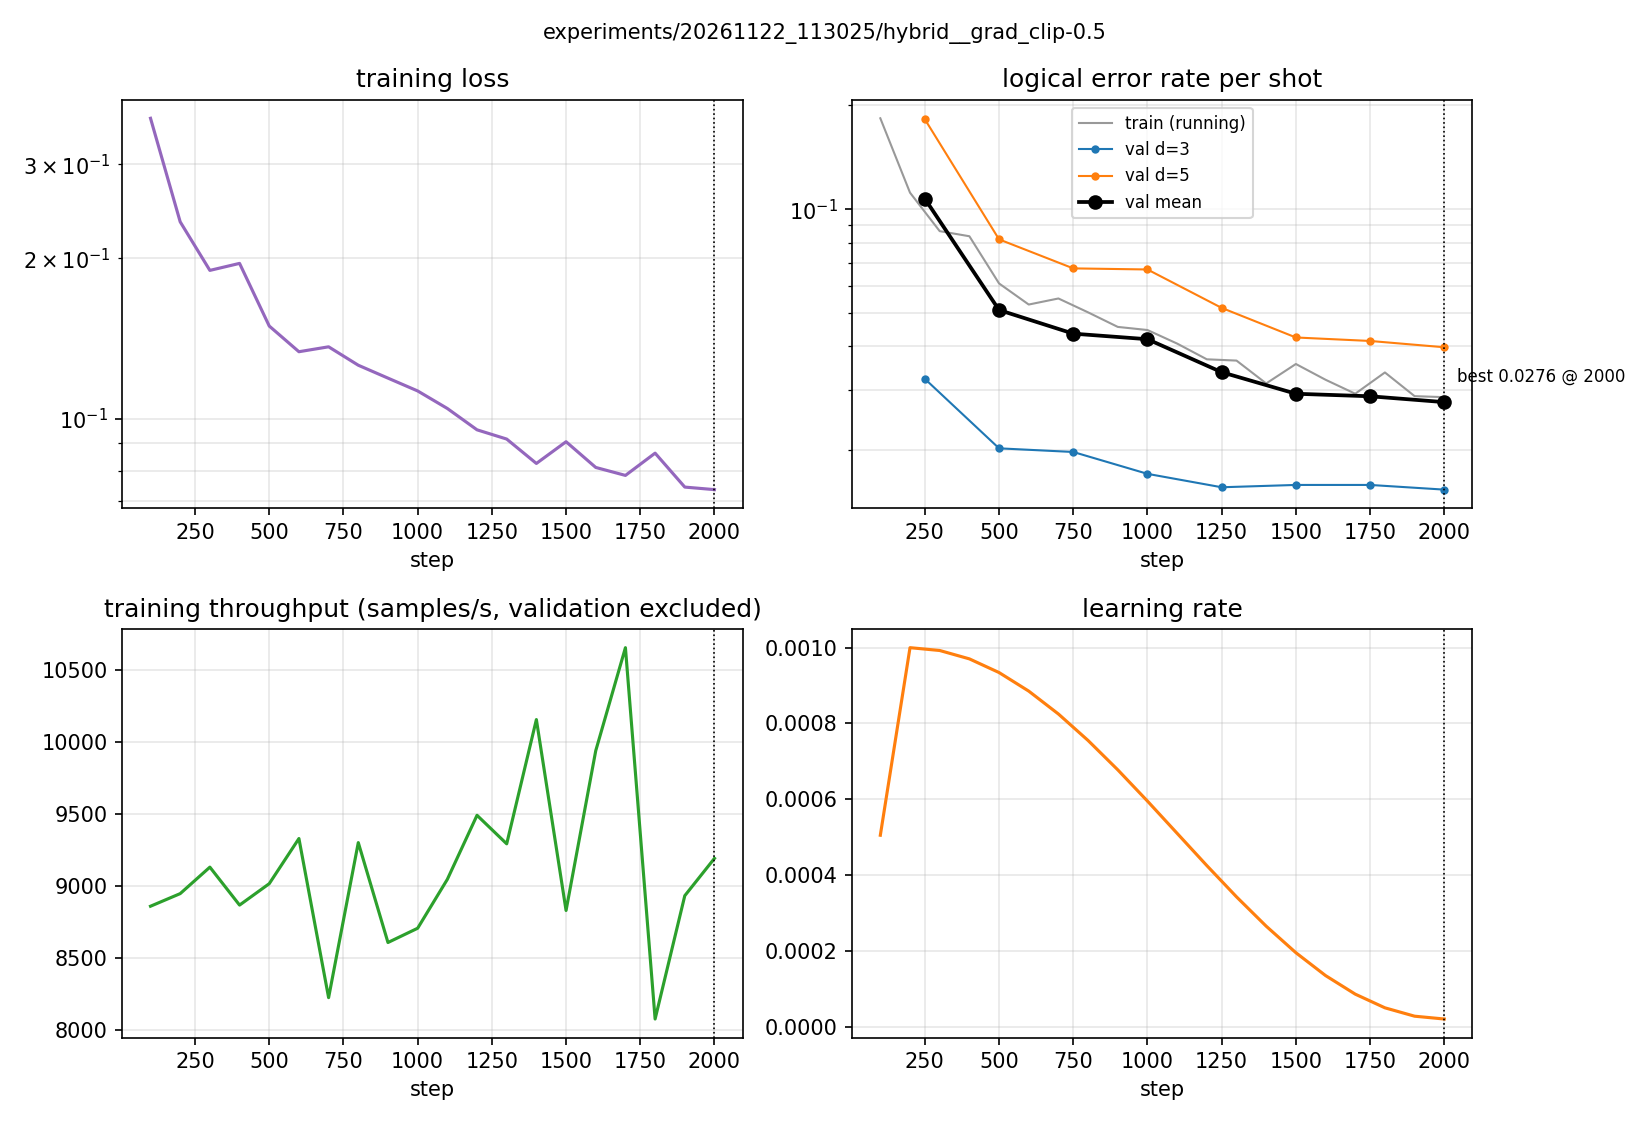 experiments/20261122_113025/hybrid__grad_clip-0.5
training loss
3 × 10⁻¹
2 × 10⁻¹
10⁻¹
250 500 750 1000 1250 1500 1750 2000
step
logical error rate per shot
train (running)
val d=3
val d=5
val mean
10⁻¹
best 0.0276 @ 2000
250 500 750 1000 1250 1500 1750 2000
step
training throughput (samples/s, validation excluded)
10500
10000
9500
9000
8500
8000
250 500 750 1000 1250 1500 1750 2000
step
learning rate
0.0010
0.0008
0.0006
0.0004
0.0002
0.0000
250 500 750 1000 1250 1500 1750 2000
step